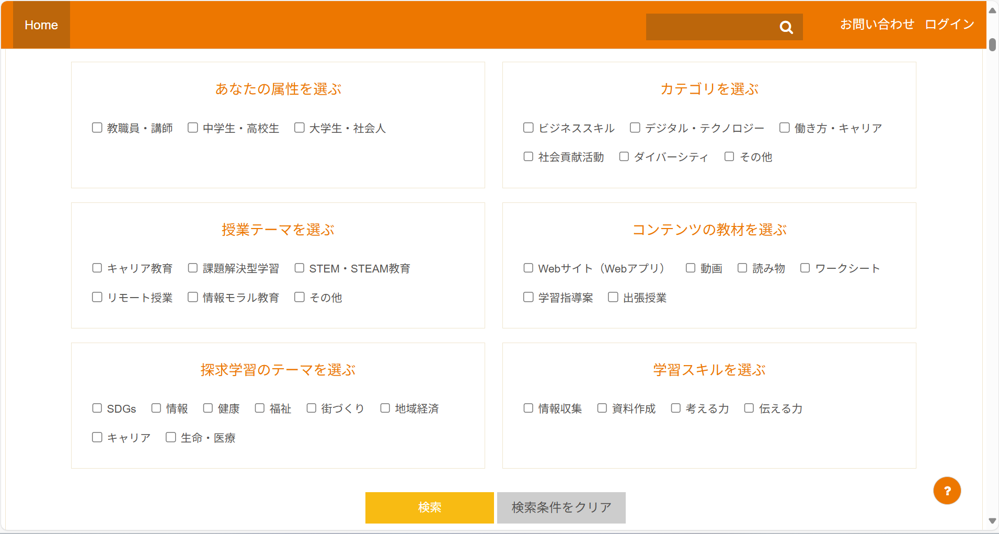 Home
お問い合わせ ログイン
あなたの属性を選ぶ
教職員・講師 中学生・高校生 大学生・社会人
カテゴリを選ぶ
ビジネススキル デジタル・テクノロジー 働き方・キャリア
社会貢献活動 ダイバーシティ その他
授業テーマを選ぶ
キャリア教育 課題解決型学習 STEM・STEAM教育
リモート授業 情報モラル教育 その他
コンテンツの教材を選ぶ
Webサイト（Webアプリ） 動画 読み物 ワークシート
学習指導案 出張授業
探求学習のテーマを選ぶ
SDGs 情報 健康 福祉 街づくり 地域経済
キャリア 生命・医療
学習スキルを選ぶ
情報収集 資料作成 考える力 伝える力
検索 検索条件をクリア
?